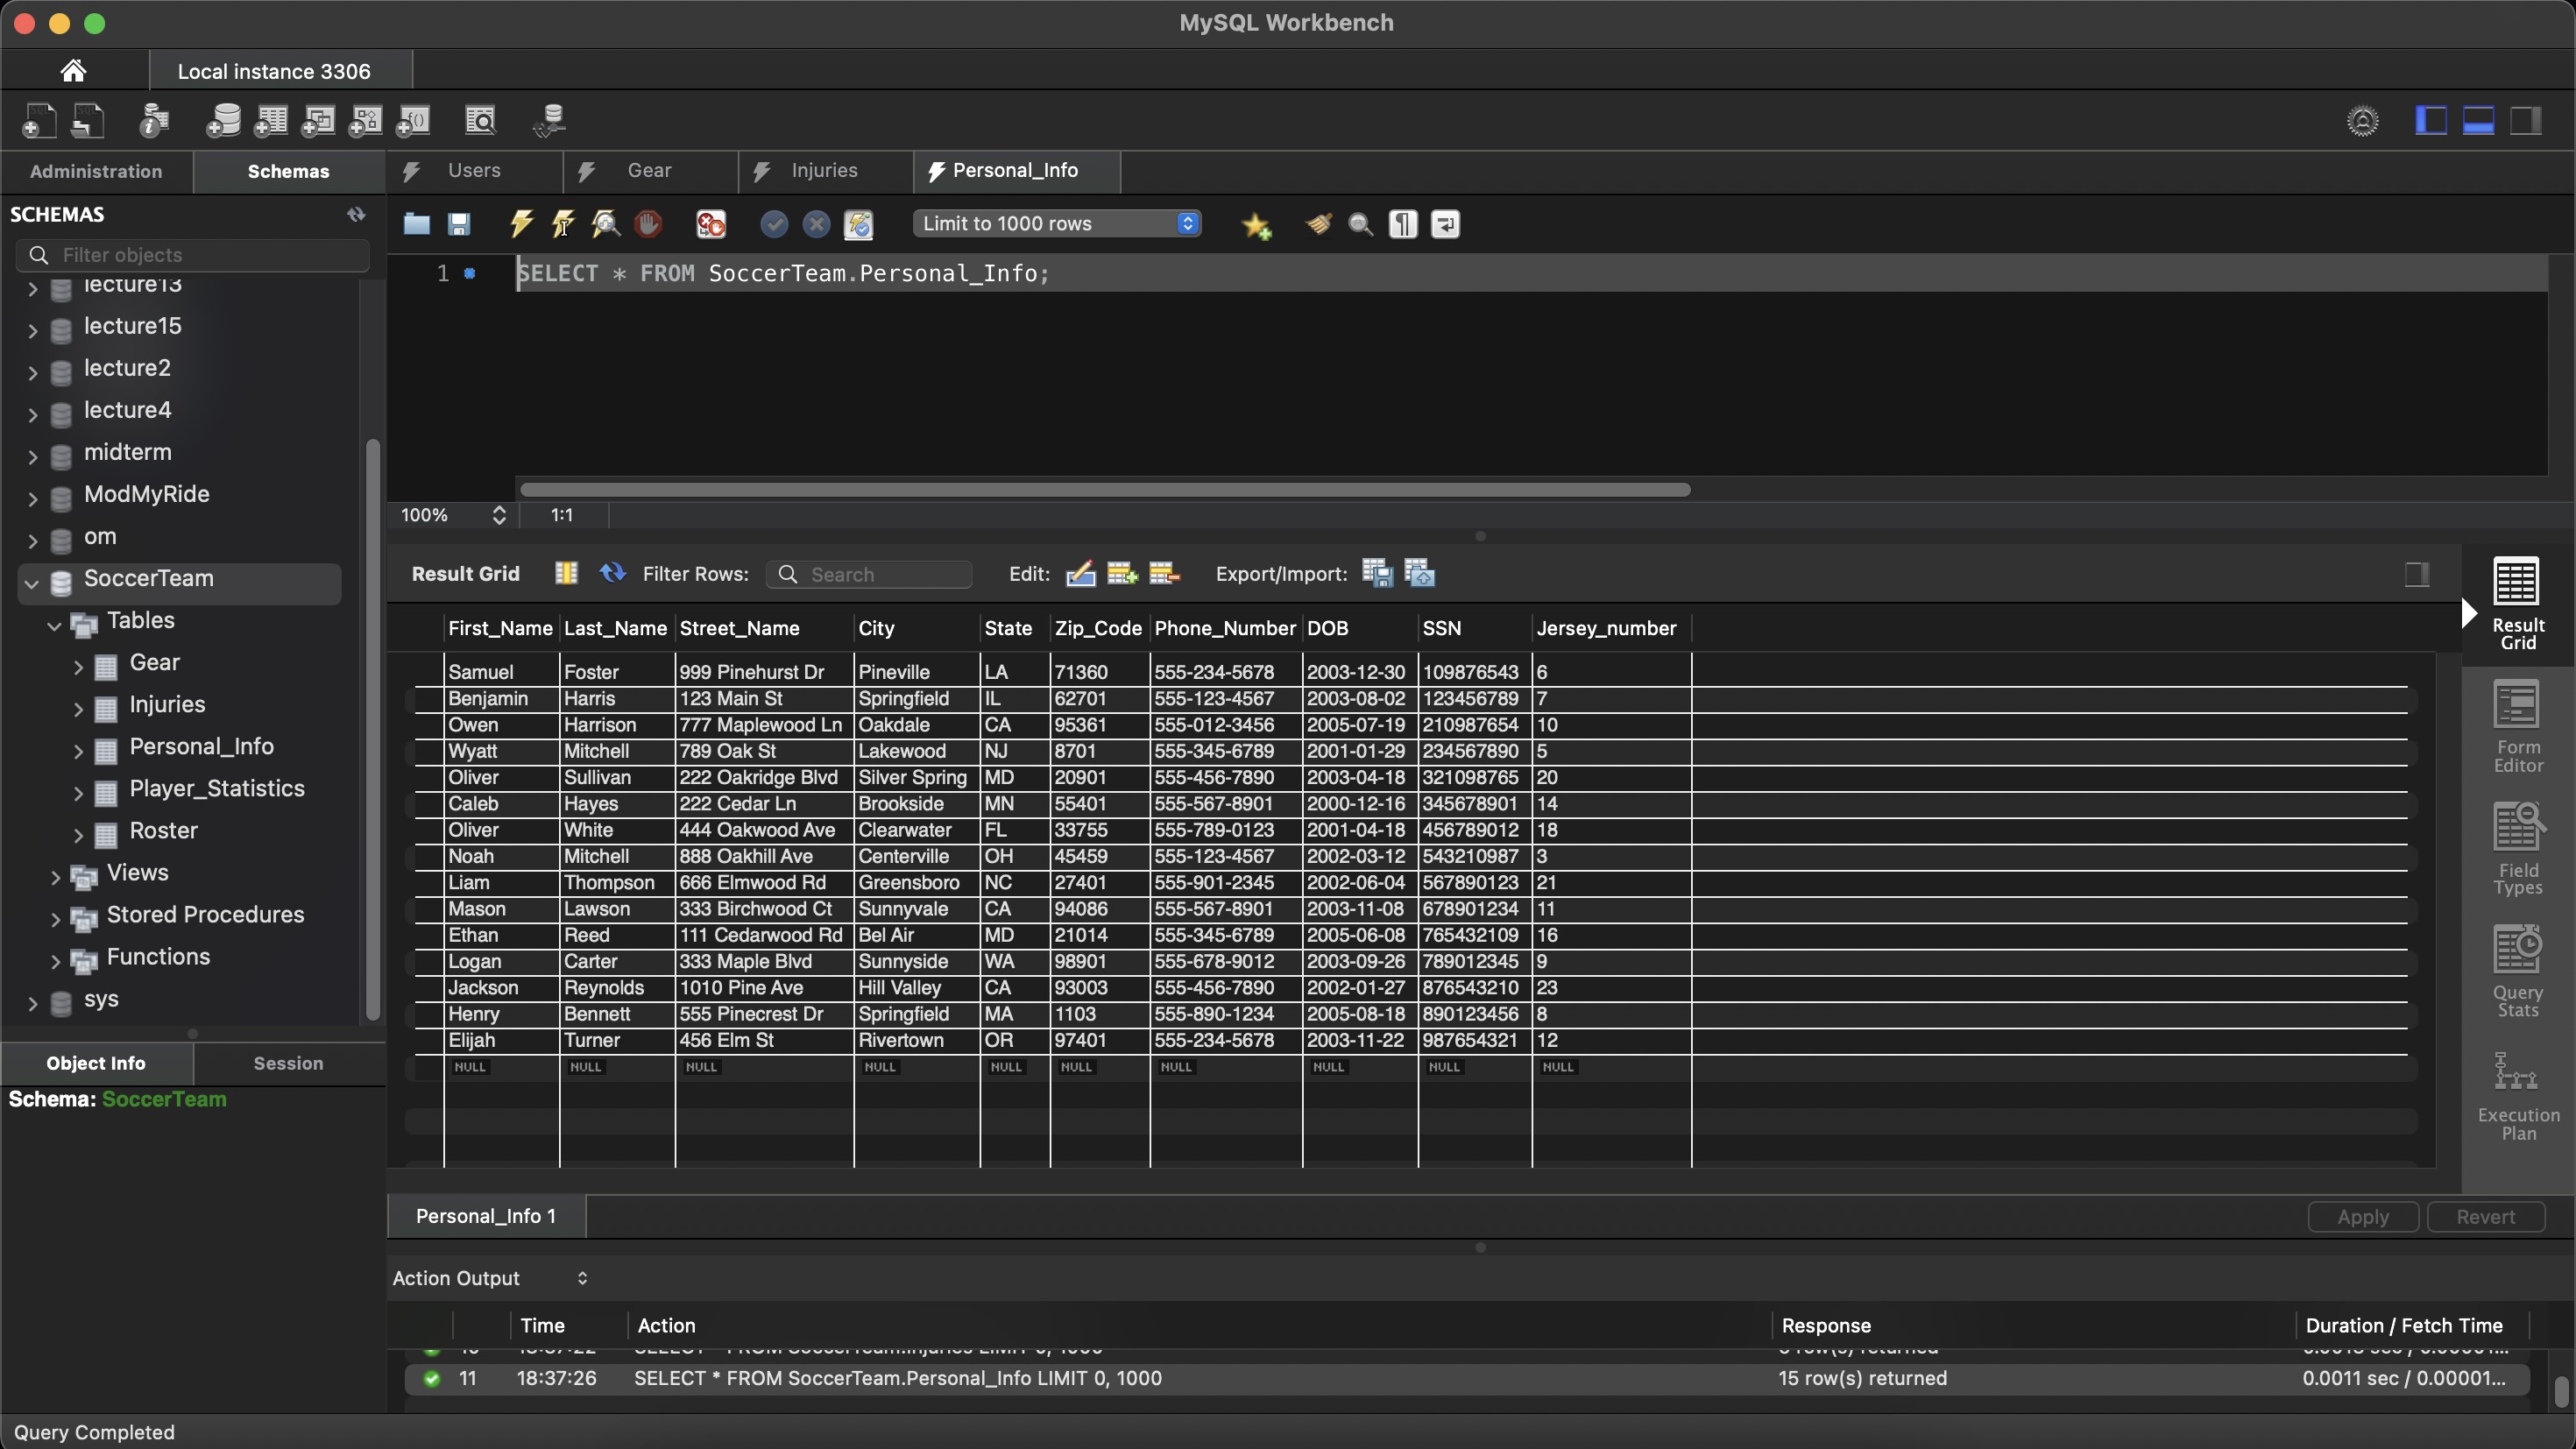 MySQL Workbench
Local instance 3306
Administration Schemas Users Gear Injuries Personal_Info
SCHEMAS
Filter objects
Limit to 1000 rows
1 SELECT * FROM SoccerTeam.Personal_Info;
lecture13
lecture15
lecture2
lecture4
midterm
ModMyRide
om
SoccerTeam
Tables
Gear
Injuries
Personal_Info
Player_Statistics
Roster
Views
Stored Procedures
Functions
sys
Object Info Session
Schema: SoccerTeam
100% 1:1
Result Grid Filter Rows: Search Edit: Export/Import:
First_Name Last_Name Street_Name City State Zip_Code Phone_Number DOB SSN Jersey_number
Samuel Foster 999 Pinehurst Dr Pineville LA 71360 555-234-5678 2003-12-30 109876543 6
Benjamin Harris 123 Main St Springfield IL 62701 555-123-4567 2003-08-02 123456789 7
Owen Harrison 777 Maplewood Ln Oakdale CA 95361 555-012-3456 2005-07-19 210987654 10
Wyatt Mitchell 789 Oak St Lakewood NJ 8701 555-345-6789 2001-01-29 234567890 5
Oliver Sullivan 222 Oakridge Blvd Silver Spring MD 20901 555-456-7890 2003-04-18 321098765 20
Caleb Hayes 222 Cedar Ln Brookside MN 55401 555-567-8901 2000-12-16 345678901 14
Oliver White 444 Oakwood Ave Clearwater FL 33755 555-789-0123 2001-04-18 456789012 18
Noah Mitchell 888 Oakhill Ave Centerville OH 45459 555-123-4567 2002-03-12 543210987 3
Liam Thompson 666 Elmwood Rd Greensboro NC 27401 555-901-2345 2002-06-04 567890123 21
Mason Lawson 333 Birchwood Ct Sunnyvale CA 94086 555-567-8901 2003-11-08 678901234 11
Ethan Reed 111 Cedarwood Rd Bel Air MD 21014 555-345-6789 2005-06-08 765432109 16
Logan Carter 333 Maple Blvd Sunnyside WA 98901 555-678-9012 2003-09-26 789012345 9
Jackson Reynolds 1010 Pine Ave Hill Valley CA 93003 555-456-7890 2002-01-27 876543210 23
Henry Bennett 555 Pinecrest Dr Springfield MA 1103 555-890-1234 2005-08-18 890123456 8
Elijah Turner 456 Elm St Rivertown OR 97401 555-234-5678 2003-11-22 987654321 12
NULL NULL NULL NULL NULL NULL NULL NULL NULL NULL
Result
Grid
Form
Editor
Field
Types
Query
Stats
Execution
Plan
Personal_Info 1 Apply Revert
Action Output
Time Action Response Duration / Fetch Time
11 18:37:26 SELECT * FROM SoccerTeam.Personal_Info LIMIT 0, 1000 15 row(s) returned 0.0011 sec / 0.00001...
Query Completed